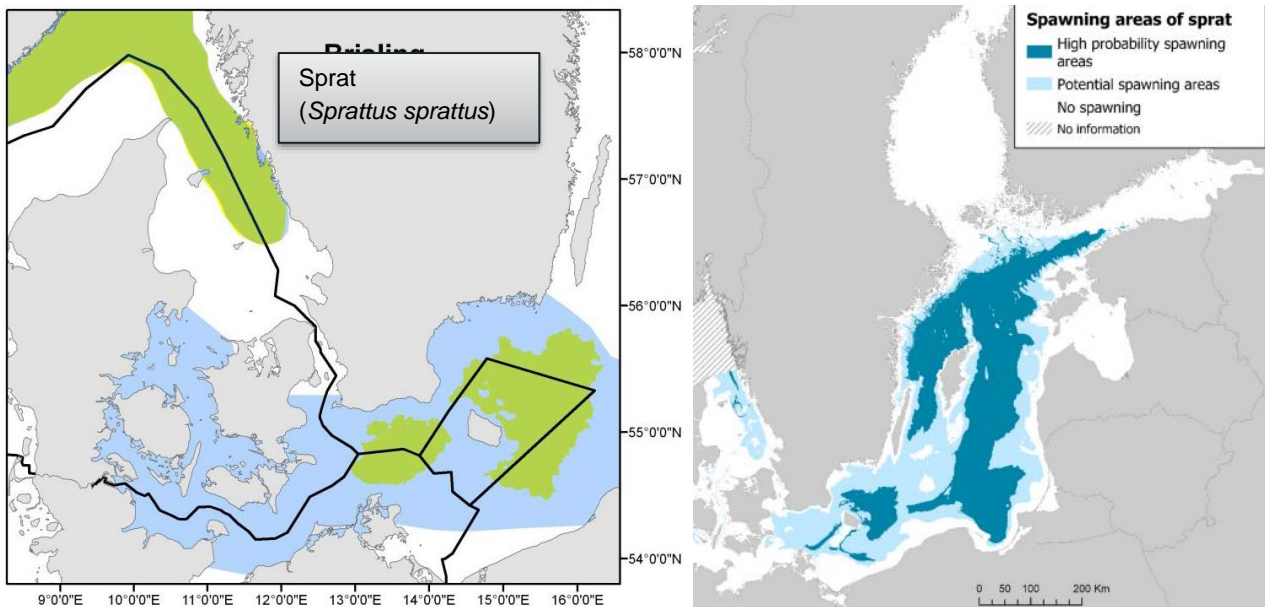 Sprat
(Sprattus sprattus)
58°0'0"N
57°0'0"N
56°0'0"N
55°0'0"N
54°0'0"N
9°0'0"E 10°0'0"E 11°0'0"E 12°0'0"E 13°0'0"E 14°0'0"E 15°0'0"E 16°0'0"E
Spawning areas of sprat
High probability spawning
areas
Potential spawning areas
No spawning
No information
0 50 100 200 Km